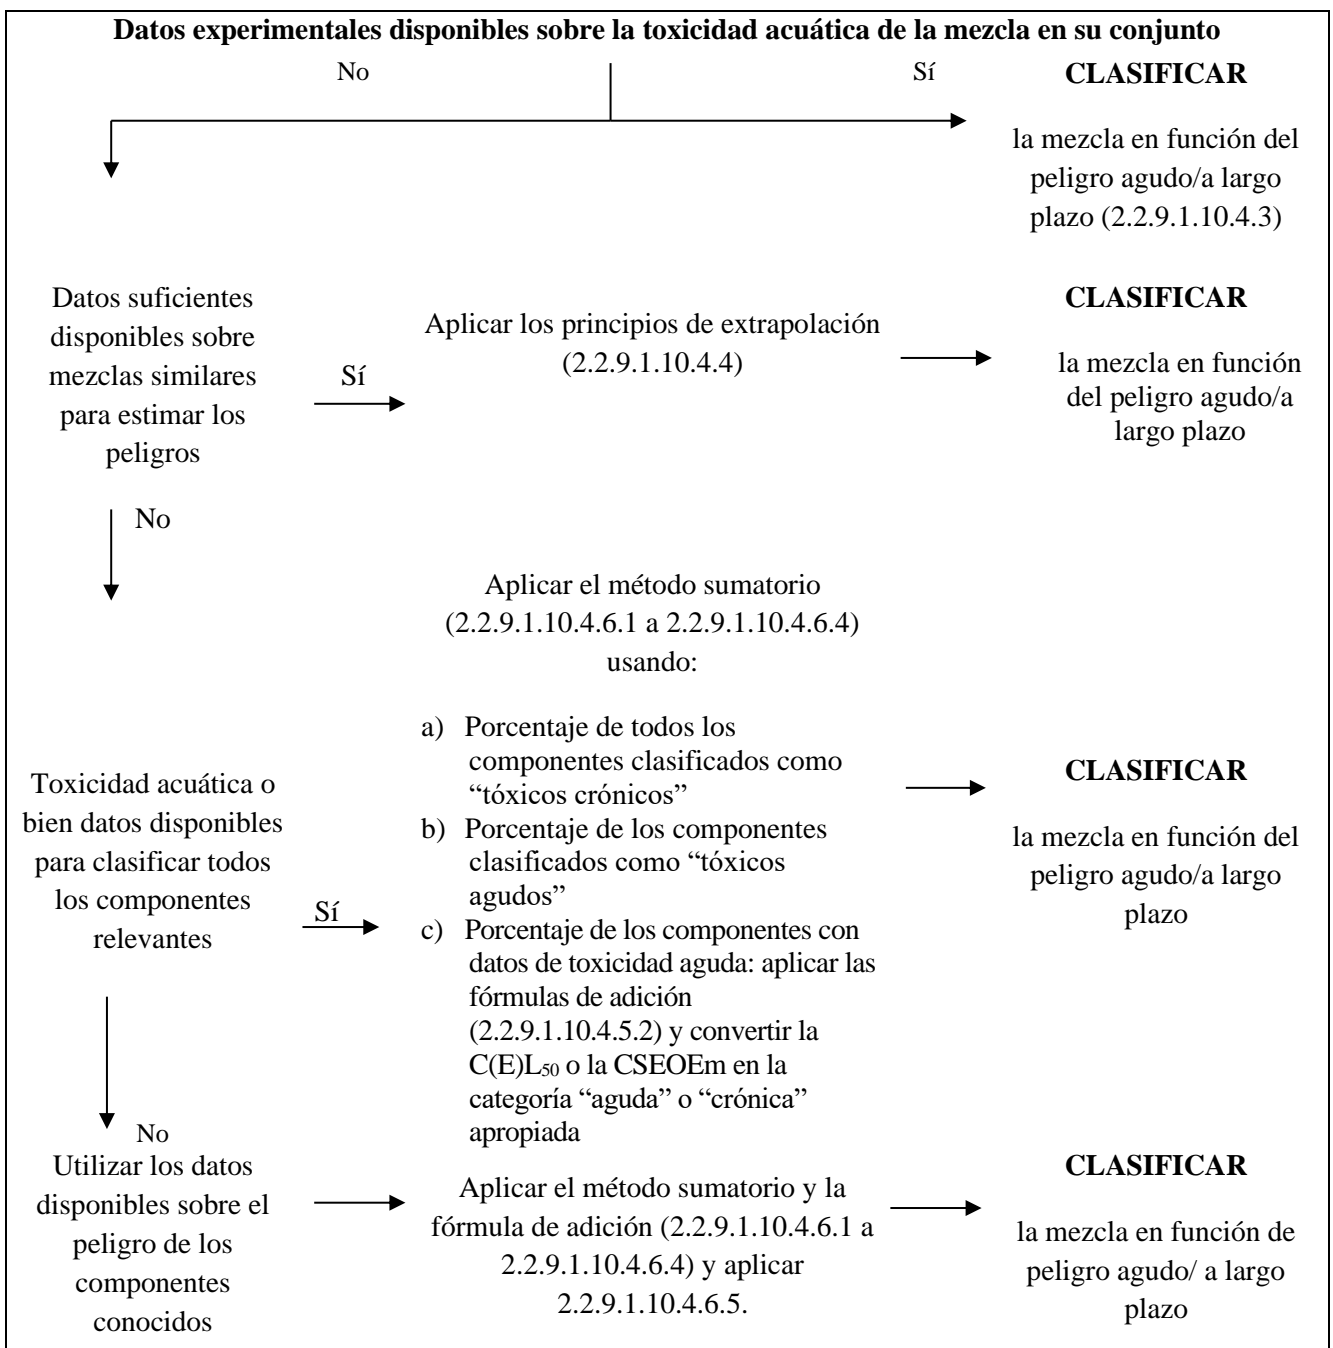 Datos experimentales disponibles sobre la toxicidad acuática de la mezcla en su conjunto
No
Sí
CLASIFICAR
la mezcla en función del
peligro agudo/a largo
plazo (2.2.9.1.10.4.3)
Datos suficientes
disponibles sobre
mezclas similares
para estimar los
peligros
Sí
Aplicar los principios de extrapolación
(2.2.9.1.10.4.4)
CLASIFICAR
la mezcla en función
del peligro agudo/a
largo plazo
No
Aplicar el método sumatorio
(2.2.9.1.10.4.6.1 a 2.2.9.1.10.4.6.4)
usando:
Toxicidad acuática o
bien datos disponibles
para clasificar todos
los componentes
relevantes
Sí
a) Porcentaje de todos los
componentes clasificados como
“tóxicos crónicos”
b) Porcentaje de los componentes
clasificados como “tóxicos
agudos”
c) Porcentaje de los componentes con
datos de toxicidad aguda: aplicar las
fórmulas de adición
(2.2.9.1.10.4.5.2) y convertir la
C(E)L50 o la CSEOEm en la
categoría “aguda” o “crónica”
apropiada
CLASIFICAR
la mezcla en función del
peligro agudo/a largo
plazo
No
Utilizar los datos
disponibles sobre el
peligro de los
componentes
conocidos
Aplicar el método sumatorio y la
fórmula de adición (2.2.9.1.10.4.6.1 a
2.2.9.1.10.4.6.4) y aplicar
2.2.9.1.10.4.6.5.
CLASIFICAR
la mezcla en función de
peligro agudo/ a largo
plazo